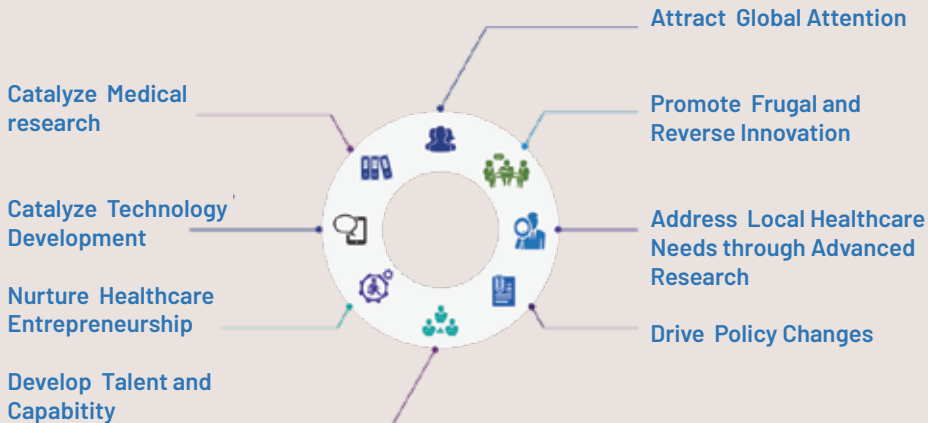 Attract Global Attention
Catalyze Medical
research
Promote Frugal and
Reverse Innovation
Catalyze Technology
Development
Address Local Healthcare
Needs through Advanced
Research
Nurture Healthcare
Entrepreneurship
Drive Policy Changes
Develop Talent and
Capabitity